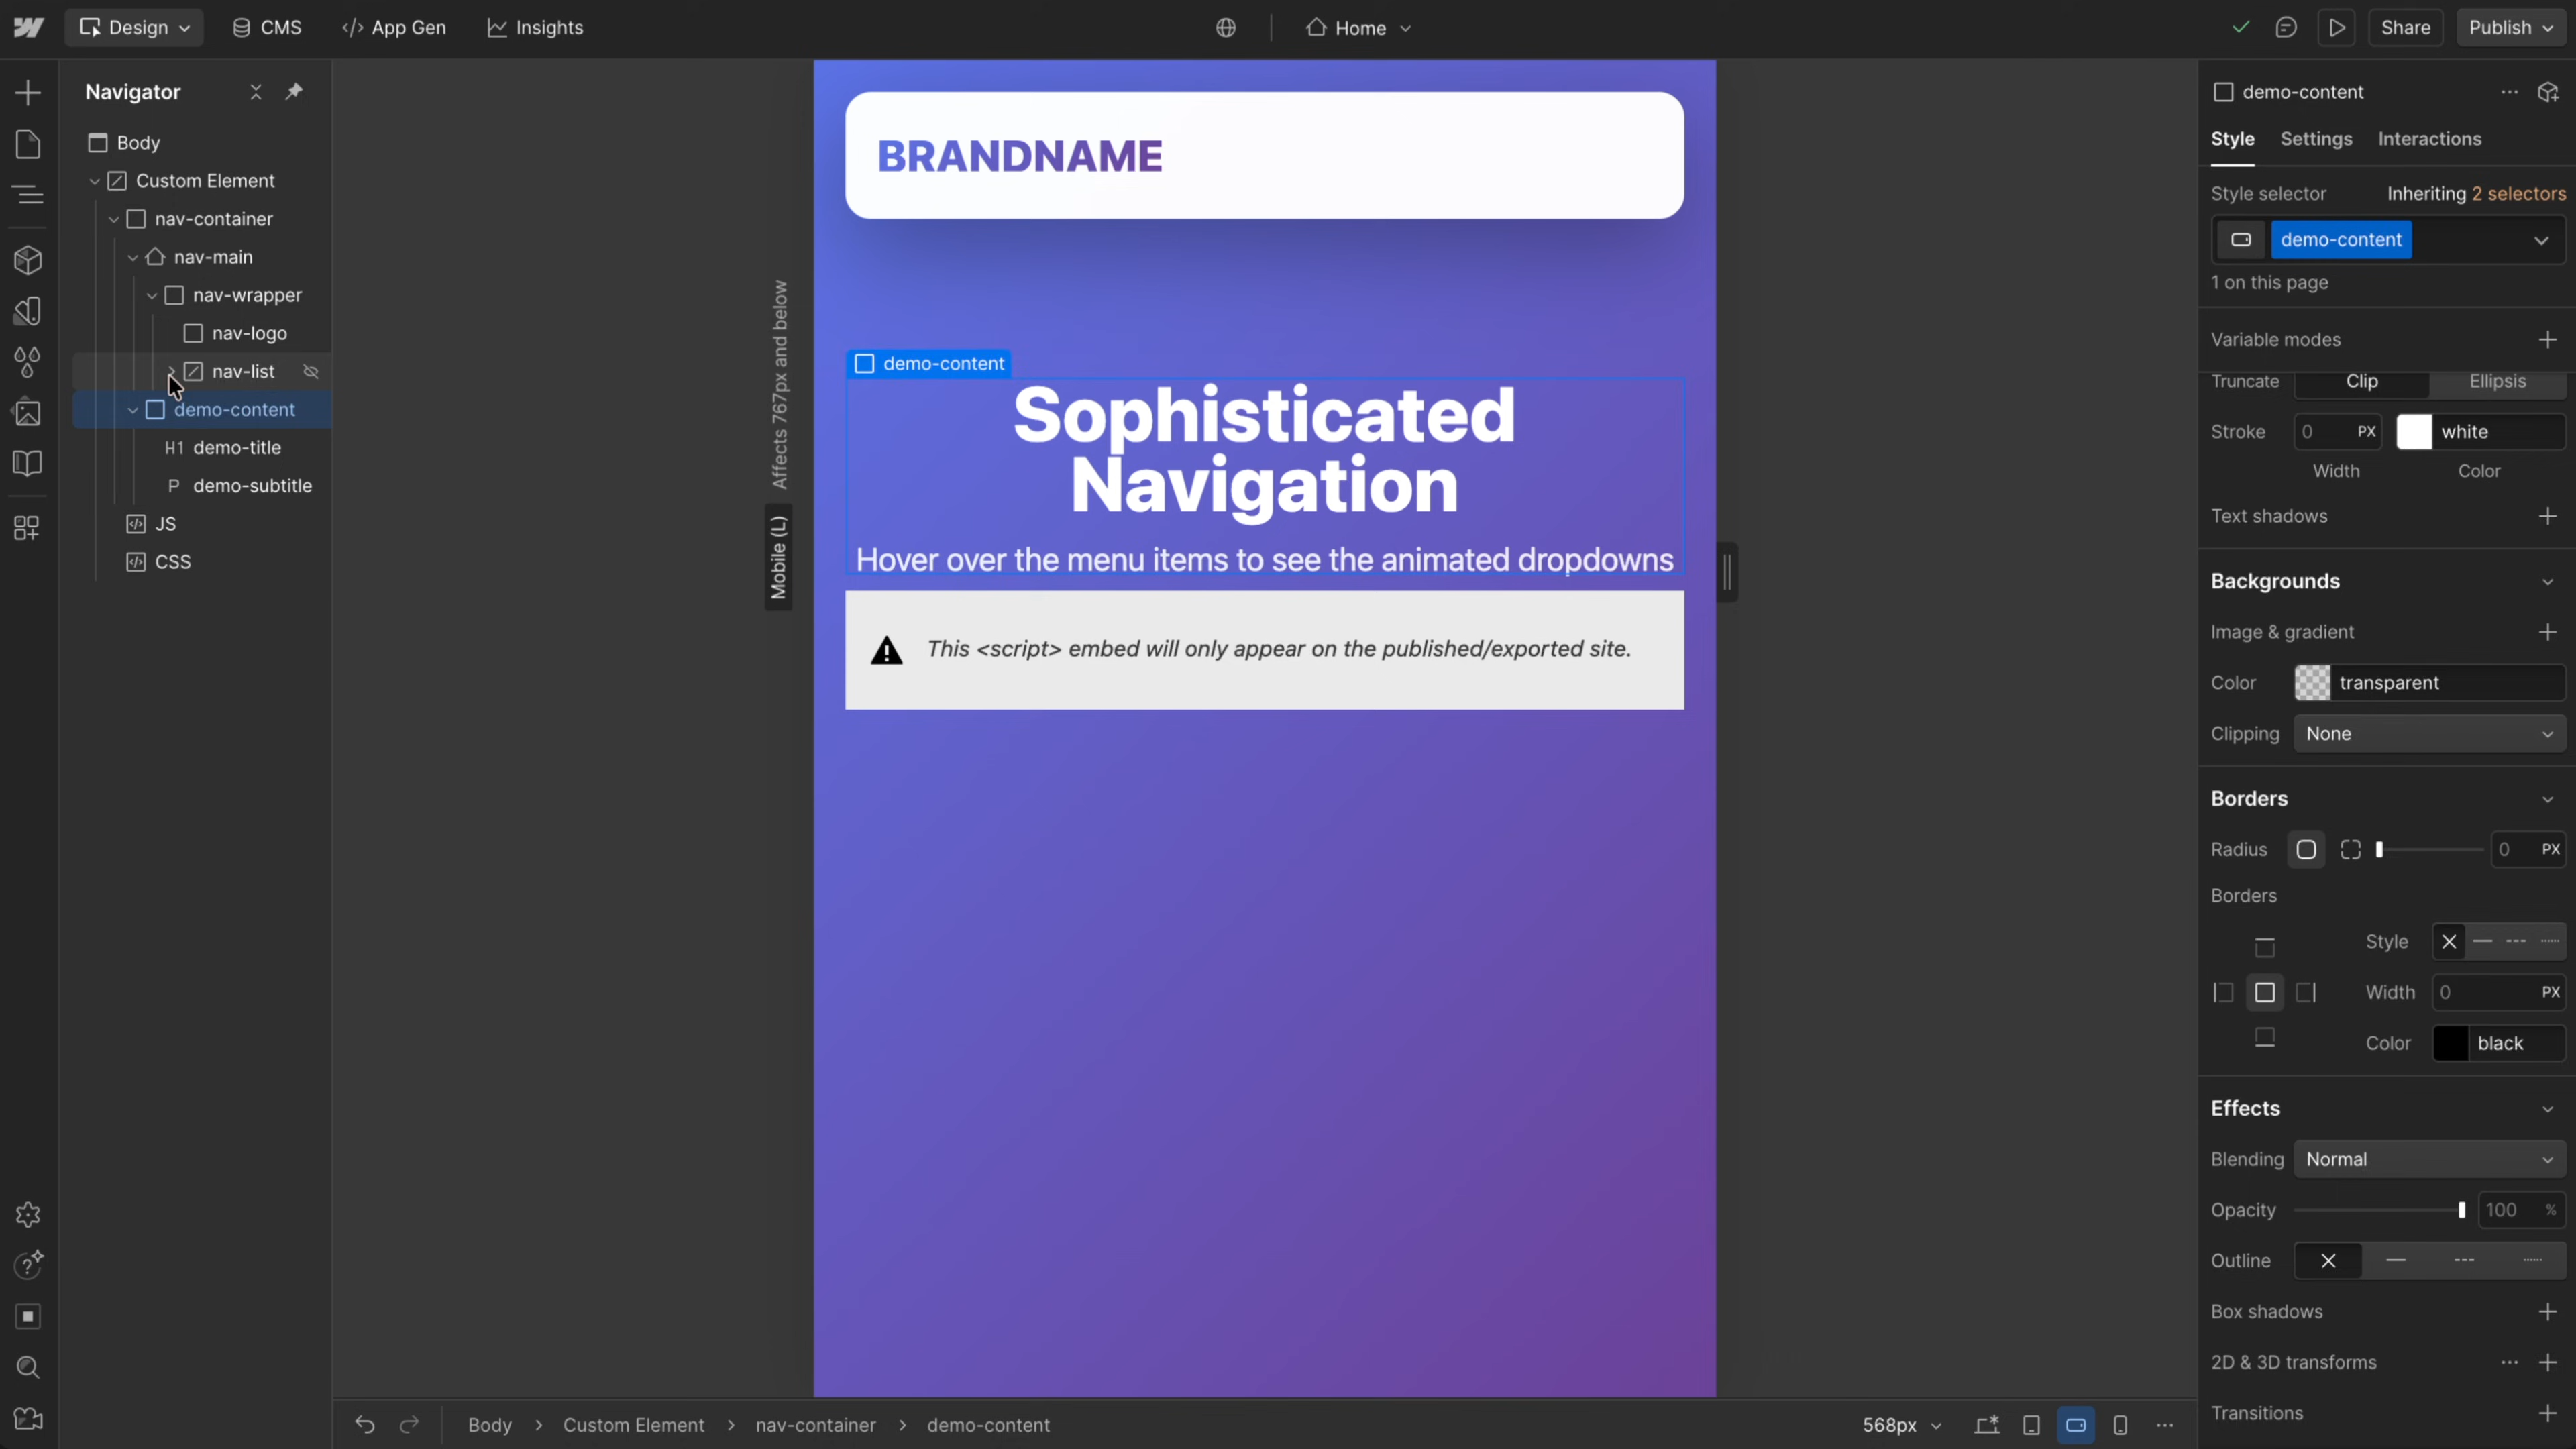 Design
CMS
App Gen
Insights
Home
Share
Publish
Navigator
Body
Custom Element
nav-container
nav-main
nav-wrapper
nav-logo
nav-list
demo-content
H1 demo-title
P demo-subtitle
JS
CSS
Affects 767px and below
Mobile (L)
BRANDNAME
demo-content
Sophisticated
Navigation
Hover over the menu items to see the animated dropdowns
This <script> embed will only appear on the published/exported site.
demo-content
Style Settings Interactions
Style selector Inheriting 2 selectors
demo-content
1 on this page
Variable modes
Truncate Clip Ellipsis
Stroke 0 PX white
Width Color
Text shadows
Backgrounds
Image & gradient
Color transparent
Clipping None
Borders
Radius 0 PX
Borders
Style
Width 0 PX
Color black
Effects
Blending Normal
Opacity 100 %
Outline
Box shadows
2D & 3D transforms
Transitions
Body > Custom Element > nav-container > demo-content
568px